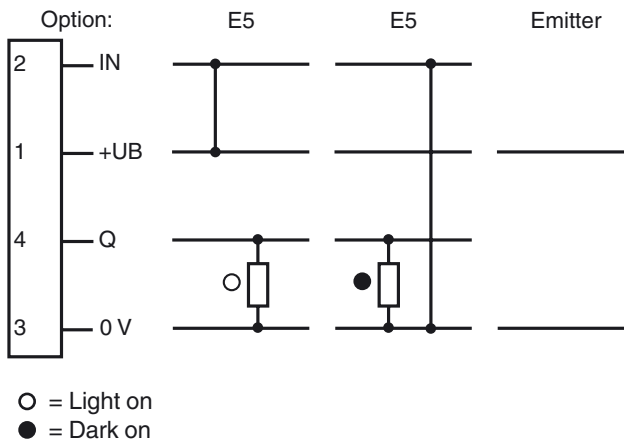 Option: E5 E5 Emitter
2 IN
1 +UB
4 Q
3 0 V
= Light on
= Dark on